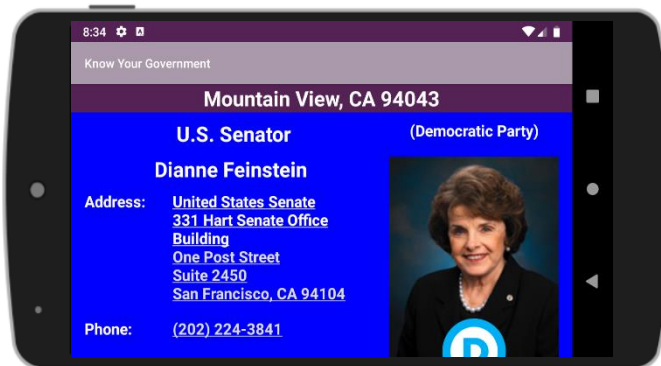 8:34
Know Your Government
Mountain View, CA 94043
U.S. Senator
(Democratic Party)
Dianne Feinstein
Address:
United States Senate
331 Hart Senate Office
Building
One Post Street
Suite 2450
San Francisco, CA 94104
Phone:
(202) 224-3841
D